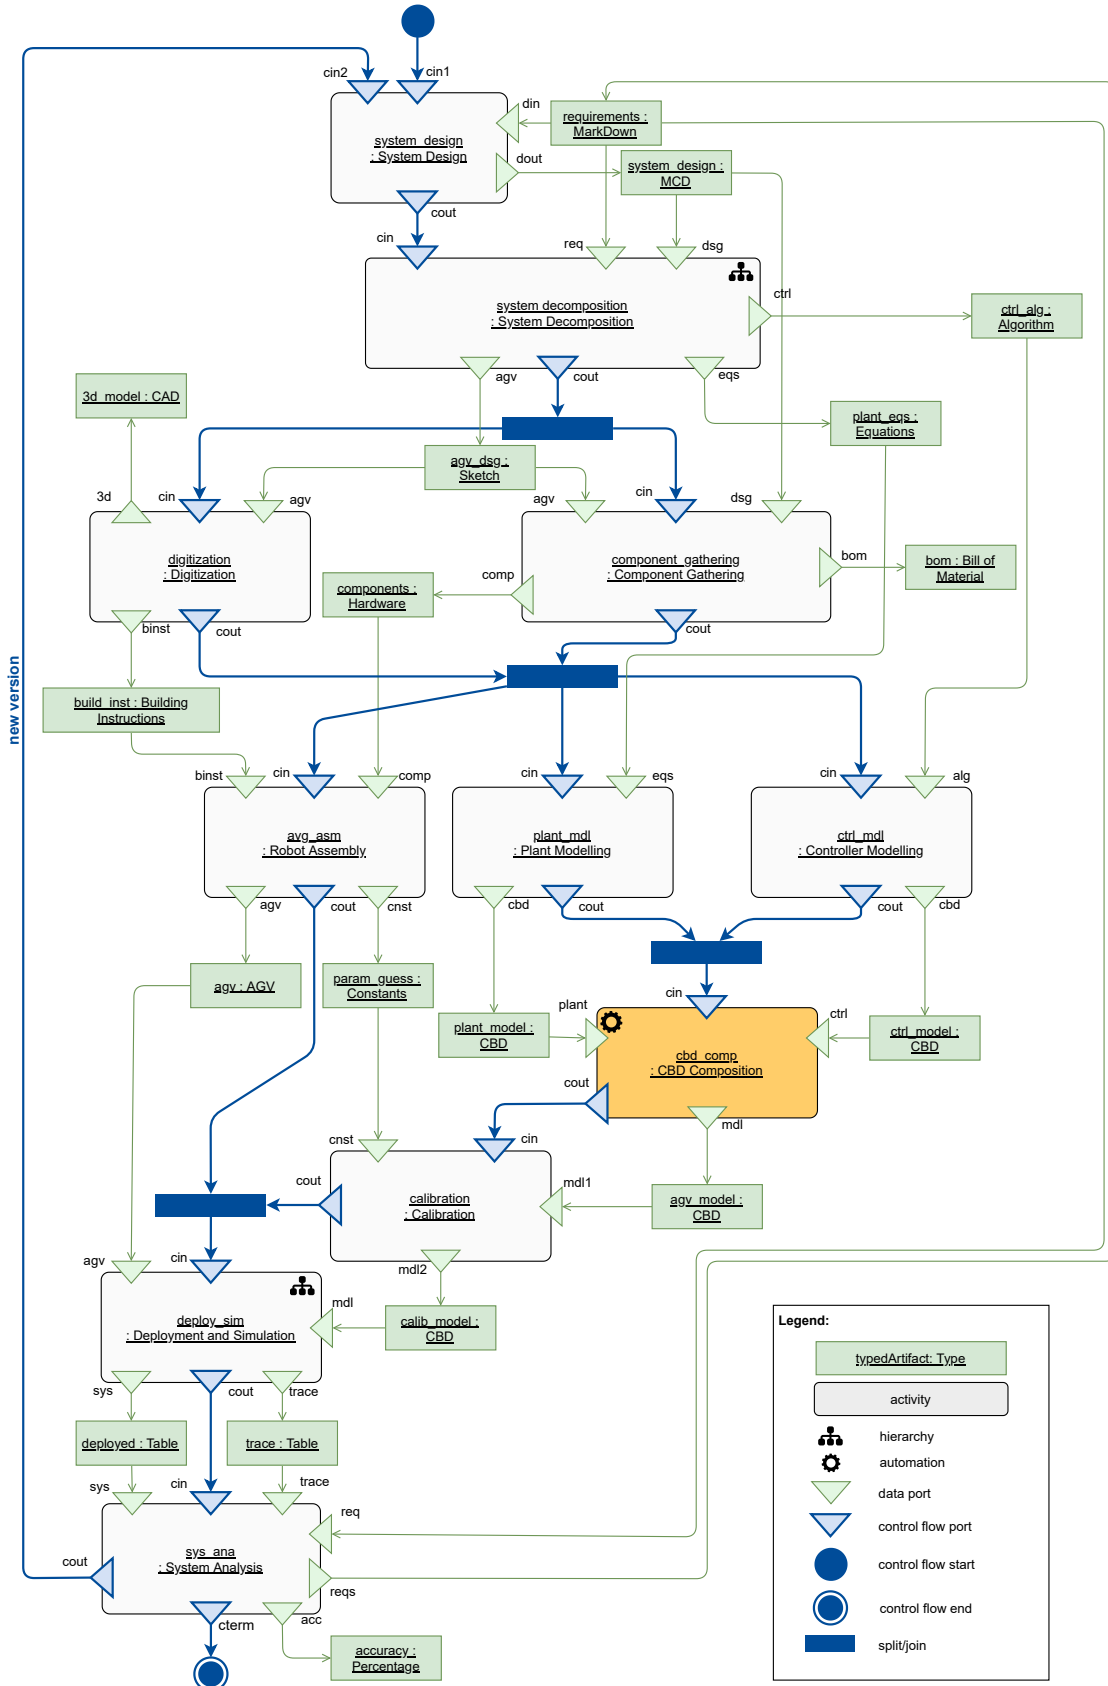 cin2
cin1
din
requirements :
MarkDown
system_design
: System Design
dout
system_design :
MCD
cout
cin
req
dsg
system decomposition
: System Decomposition
ctrl
ctrl_alg :
Algorithm
agv
cout
eqs
3d_model : CAD
plant_eqs :
Equations
agv_dsg :
Sketch
3d
cin
agv
agv
cin
dsg
digitization
: Digitization
component_gathering
: Component Gathering
bom
bom : Bill of
Material
components :
Hardware
comp
binst
cout
cout
new version
build_inst : Building
Instructions
binst
cin
comp
cin
eqs
cin
alg
avg_asm
: Robot Assembly
plant_mdl
: Plant Modelling
ctrl_mdl
: Controller Modelling
agv
cout
cnst
cbd
cout
cout
cbd
agv : AGV
param_guess :
Constants
cin
plant
ctrl
plant_model :
CBD
cbd_comp
: CBD Composition
ctrl_model :
CBD
cout
mdl
cnst
cin
cout
calibration
: Calibration
mdl1
agv_model :
CBD
agv
cin
mdl2
deploy_sim
: Deployment and Simulation
mdl
calib_model :
CBD
sys
cout
trace
deployed : Table
trace : Table
sys
cin
trace
req
cout
sys_ana
: System Analysis
reqs
cterm
acc
accuracy :
Percentage
Legend:
typedArtifact: Type
activity
hierarchy
automation
data port
control flow port
control flow start
control flow end
split/join